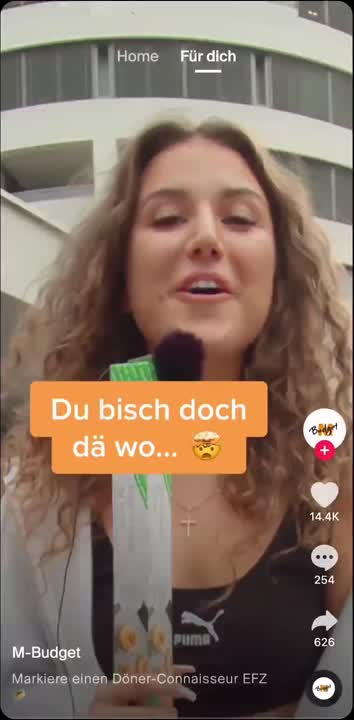 Home Für dich
Du bisch doch
dä wo... 🤯
14.4K
254
626
PUMA
M-Budget
Markiere einen Döner-Connaisseur EFZ